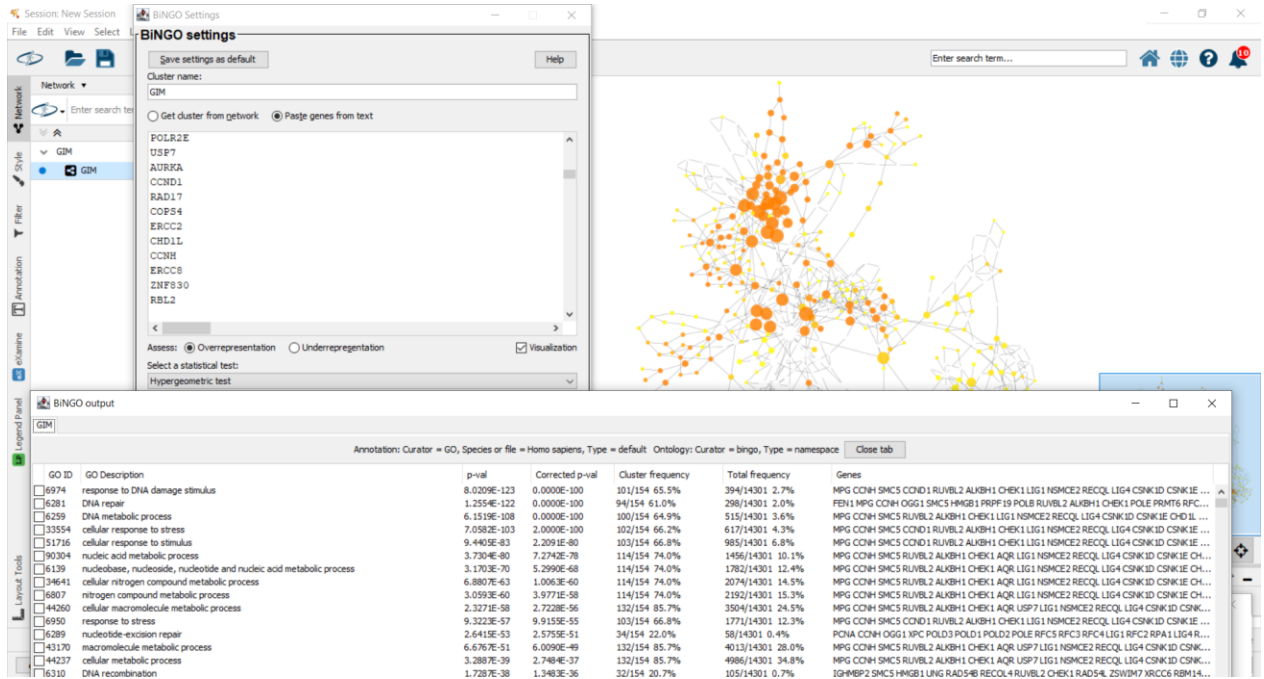 Session: New Session
File Edit View Select
BiNGO Settings
BiNGO settings
Save settings as default
Help
Cluster name:
GIM
Get cluster from network
Paste genes from text
POLR2E
USP7
AURKA
CCND1
RAD17
COPS4
ERCC2
CHD1L
CCNH
ERCC8
ZNF830
RBL2
Assess:
Overrepresentation
Underrepresentation
Visualization
Select a statistical test:
Hypergeometric test
Enter search term...
10
Network
Enter search ter
GIM
GIM
Network
Style
Filter
Annotation
eXamine
Legend Panel
Layout Tools
BiNGO output
GIM
Annotation: Curator = GO, Species or file = Homo sapiens, Type = default Ontology: Curator = bingo, Type = namespace
Close tab
GO ID GO Description p-val Corrected p-val Cluster frequency Total frequency Genes
6974 response to DNA damage stimulus 8.0209E-123 0.0000E-100 101/154 65.5% 394/14301 2.7% MPG CCNH SMC5 CCND1 RUVBL2 ALKBH1 CHEK1 LIG1 NSMCE2 RECQL LIG4 CSNK1D CSNK1E ...
6281 DNA repair 1.2554E-122 0.0000E-100 94/154 61.0% 298/14301 2.0% FEN1 MPG CCNH OGG1 SMC5 HMGB1 PRPF19 POLB RUVBL2 ALKBH1 CHEK1 POLE PRMT6 RFC...
6259 DNA metabolic process 6.1519E-108 0.0000E-100 100/154 64.9% 515/14301 3.6% MPG CCNH SMC5 RUVBL2 ALKBH1 CHEK1 LIG1 NSMCE2 RECQL LIG4 CSNK1D CSNK1E CHD1L ...
33554 cellular response to stress 7.0582E-103 2.0000E-100 102/154 66.2% 617/14301 4.3% MPG CCNH SMC5 CCND1 RUVBL2 ALKBH1 CHEK1 LIG1 NSMCE2 RECQL LIG4 CSNK1D CSNK1E ...
51716 cellular response to stimulus 9.4405E-83 2.2091E-80 103/154 66.8% 985/14301 6.8% MPG CCNH SMC5 CCND1 RUVBL2 ALKBH1 CHEK1 LIG1 NSMCE2 RECQL LIG4 CSNK1D CSNK1E ...
90304 nucleic acid metabolic process 3.7304E-80 7.2742E-78 114/154 74.0% 1456/14301 10.1% MPG CCNH SMC5 RUVBL2 ALKBH1 CHEK1 AQR LIG1 NSMCE2 RECQL LIG4 CSNK1D CSNK1E CH...
6139 nucleobase, nucleoside, nucleotide and nucleic acid metabolic process 3.1703E-70 5.2990E-68 114/154 74.0% 1782/14301 12.4% MPG CCNH SMC5 RUVBL2 ALKBH1 CHEK1 AQR LIG1 NSMCE2 RECQL LIG4 CSNK1D CSNK1E CH...
34641 cellular nitrogen compound metabolic process 6.8807E-63 1.0063E-60 114/154 74.0% 2074/14301 14.5% MPG CCNH SMC5 RUVBL2 ALKBH1 CHEK1 AQR LIG1 NSMCE2 RECQL LIG4 CSNK1D CSNK1E CH...
6807 nitrogen compound metabolic process 3.0593E-60 3.9771E-58 114/154 74.0% 2192/14301 15.3% MPG CCNH SMC5 RUVBL2 ALKBH1 CHEK1 AQR LIG1 NSMCE2 RECQL LIG4 CSNK1D CSNK1E CH...
44260 cellular macromolecule metabolic process 2.3271E-58 2.7228E-56 132/154 85.7% 3504/14301 24.5% MPG CCNH SMC5 RUVBL2 ALKBH1 CHEK1 AQR USP7 LIG1 NSMCE2 RECQL LIG4 CSNK1D CSNK...
6950 response to stress 9.3223E-57 9.9155E-55 103/154 66.8% 1771/14301 12.3% MPG CCNH SMC5 CCND1 RUVBL2 ALKBH1 CHEK1 LIG1 NSMCE2 RECQL LIG4 CSNK1D CSNK1E ...
6289 nucleotide-excision repair 2.6415E-53 2.5755E-51 34/154 22.0% 58/14301 0.4% PCNA CCNH OGG1 XPC POLD3 POLD1 POLD2 POLE RFC5 RFC3 RFC4 LIG1 RFC2 RPA1 LIG4 R...
43170 macromolecule metabolic process 6.6767E-51 6.0090E-49 132/154 85.7% 4013/14301 28.0% MPG CCNH SMC5 RUVBL2 ALKBH1 CHEK1 AQR USP7 LIG1 NSMCE2 RECQL LIG4 CSNK1D CSNK...
44237 cellular metabolic process 3.2887E-39 2.7484E-37 132/154 85.7% 4986/14301 34.8% MPG CCNH SMC5 RUVBL2 ALKBH1 CHEK1 AQR USP7 LIG1 NSMCE2 RECQL LIG4 CSNK1D CSNK...
6310 DNA recombination 1.7287E-38 1.3483E-36 32/154 20.7% 105/14301 0.7% IGHMBP2 SMC5 HMGB1 UNG RAD54B RECQL4 RUVBL2 CHEK1 RAD54L ZSWIM7 XRCC6 RBM14...